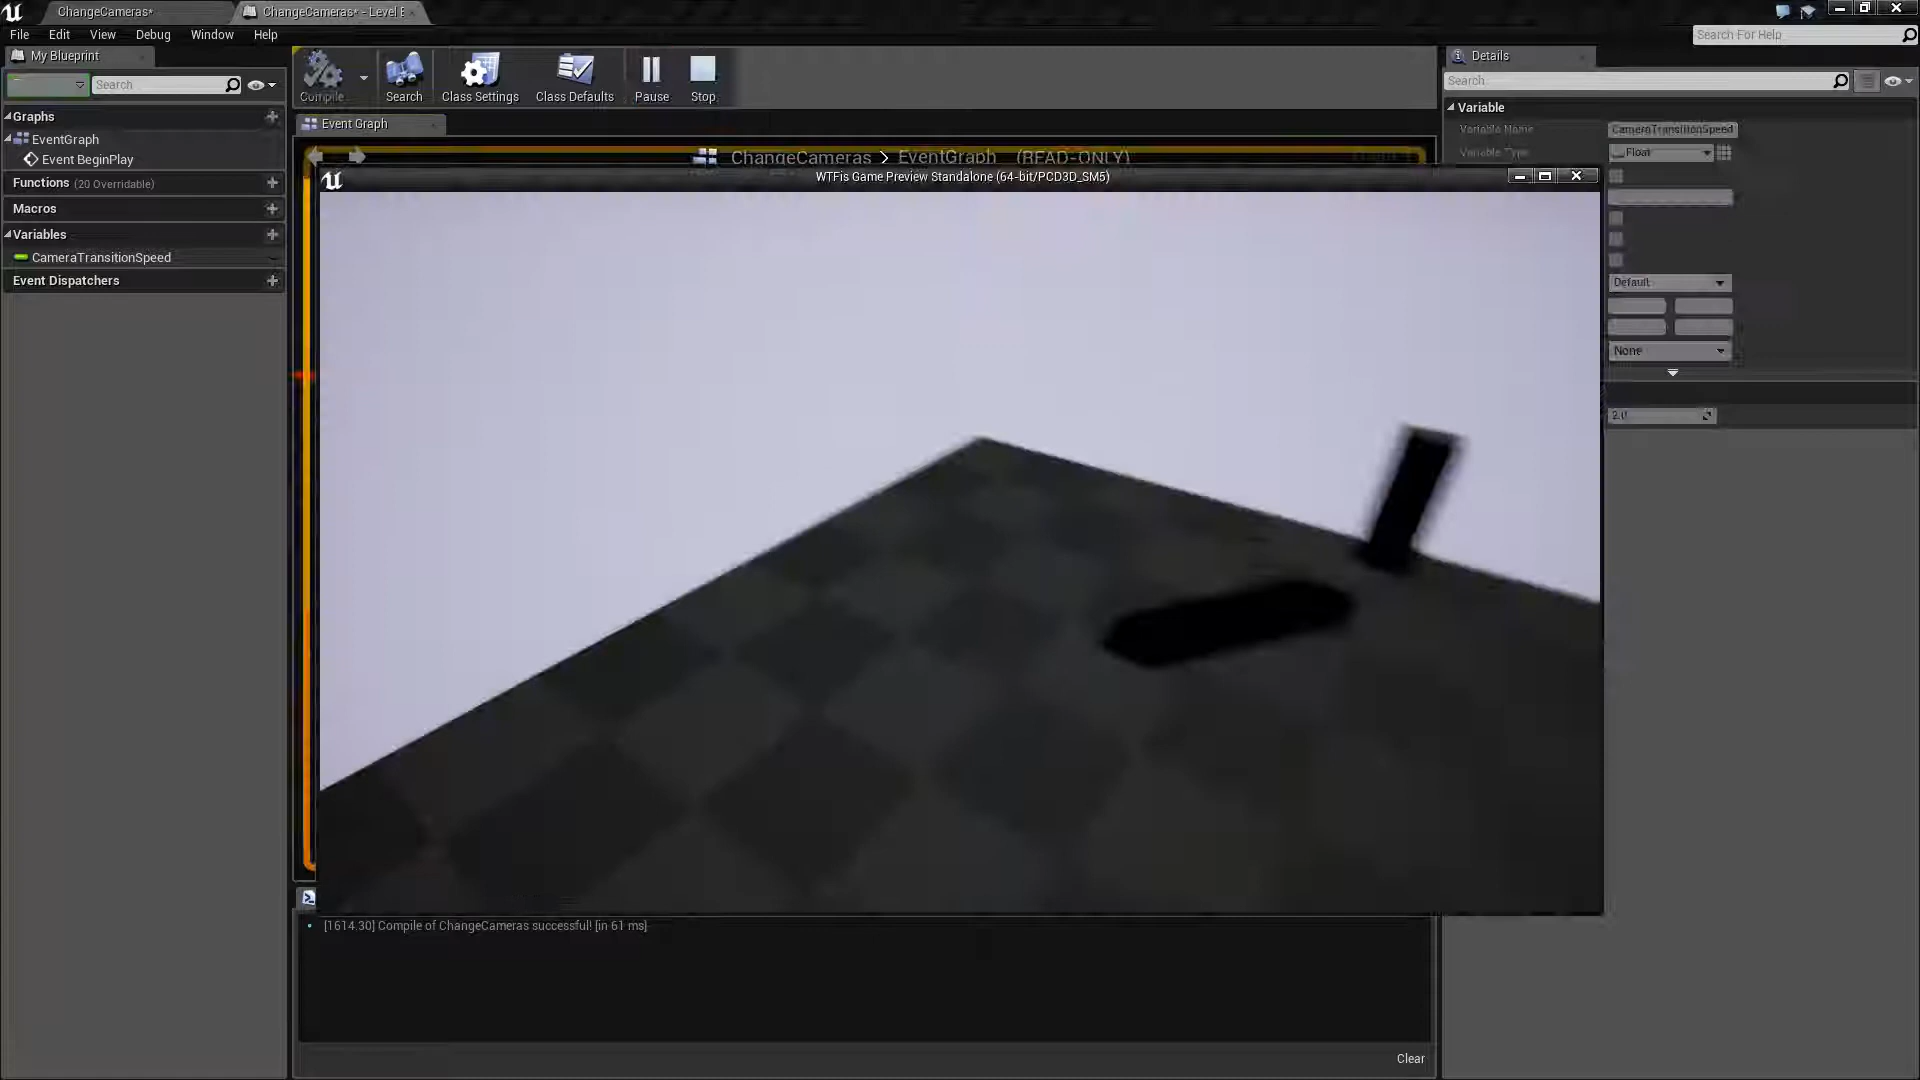 ChangeCameras*
ChangeCameras* - Level B
File Edit View Debug Window Help
Search For Help
My Blueprint
Search
Compile
Search
Class Settings
Class Defaults
Pause
Stop
Details
Search
Graphs
EventGraph
Event BeginPlay
Functions (20 Overridable)
Macros
Variables
CameraTransitionSpeed
Event Dispatchers
Event Graph
ChangeCameras > EventGraph (READ-ONLY)
WTFis Game Preview Standalone (64-bit/PCD3D_SM5)
Variable
Variable Name CameraTransitionSpeed
Variable Type Float
Default
None
2.0
[1614.30] Compile of ChangeCameras successful! [in 61 ms]
Clear